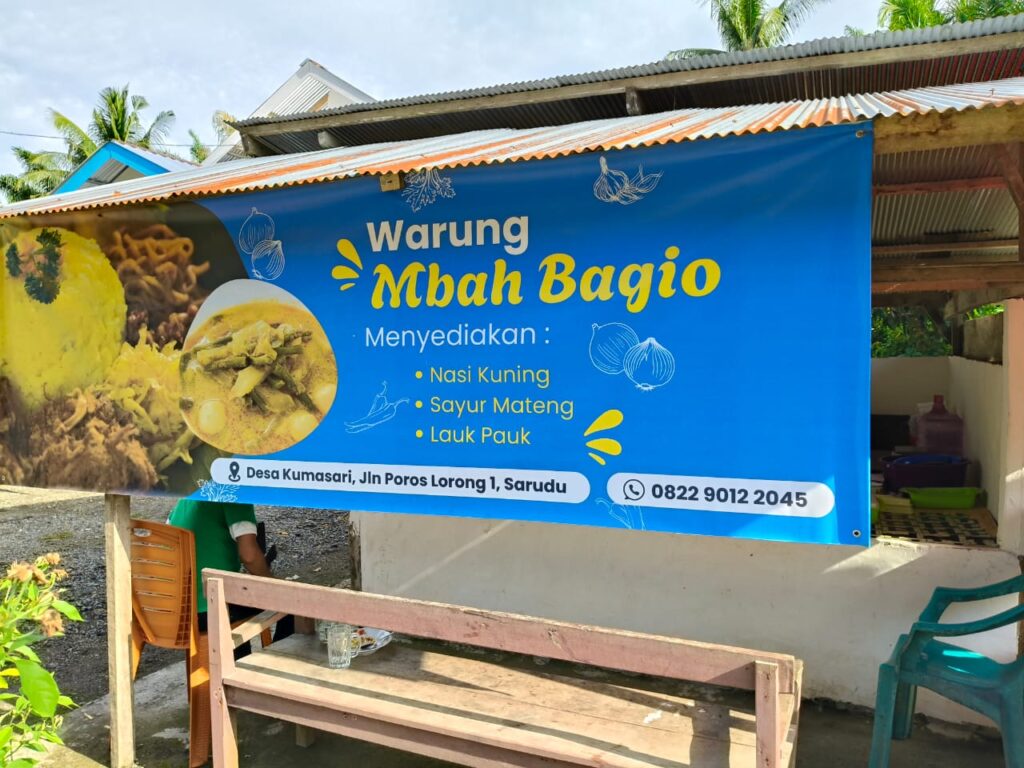 Warung
Mbah Bagio
Menyediakan :
• Nasi Kuning
• Sayur Mateng
• Lauk Pauk
Desa Kumasari, Jln Poros Lorong 1, Sarudu
0822 9012 2045